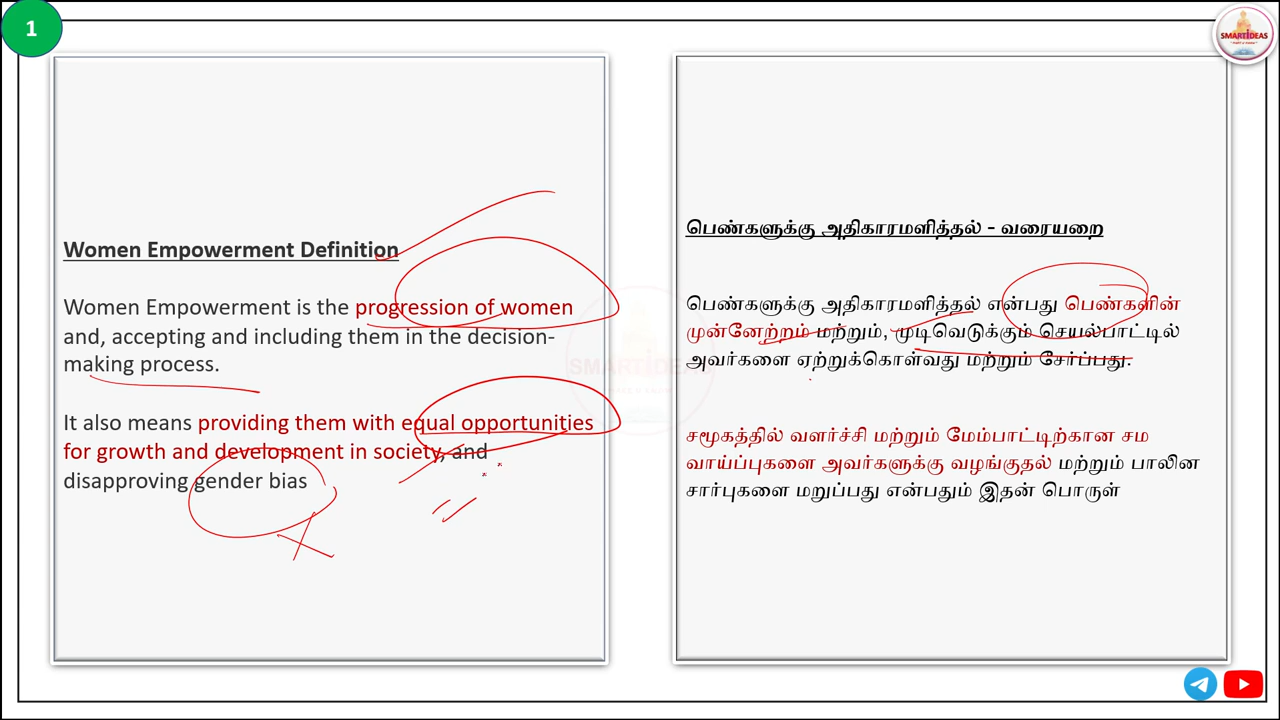 1
SMARTIDEAS
Women Empowerment Definition
Women Empowerment is the progression of women
and, accepting and including them in the decision-
making process.
It also means providing them with equal opportunities
for growth and development in society, and
disapproving gender bias
பெண்களுக்கு அதிகாரமளித்தல் - வரையறை
பெண்களுக்கு அதிகாரமளித்தல் என்பது பெண்களின்
முன்னேற்றம் மற்றும், முடிவெடுக்கும் செயல்பாட்டில்
அவர்களை ஏற்றுக்கொள்வது மற்றும் சேர்ப்பது.
சமூகத்தில் வளர்ச்சி மற்றும் மேம்பாட்டிற்கான சம
வாய்ப்புகளை அவர்களுக்கு வழங்குதல் மற்றும் பாலின
சார்புகளை மறுப்பது என்பதும் இதன் பொருள்
SMARTIDEAS